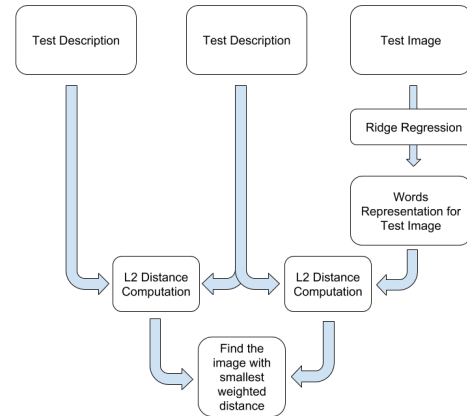 Test Description
Test Description
Test Image
Ridge Regression
Words
Representation for
Test Image
L2 Distance
Computation
L2 Distance
Computation
Find the
image with
smallest
weighted
distance